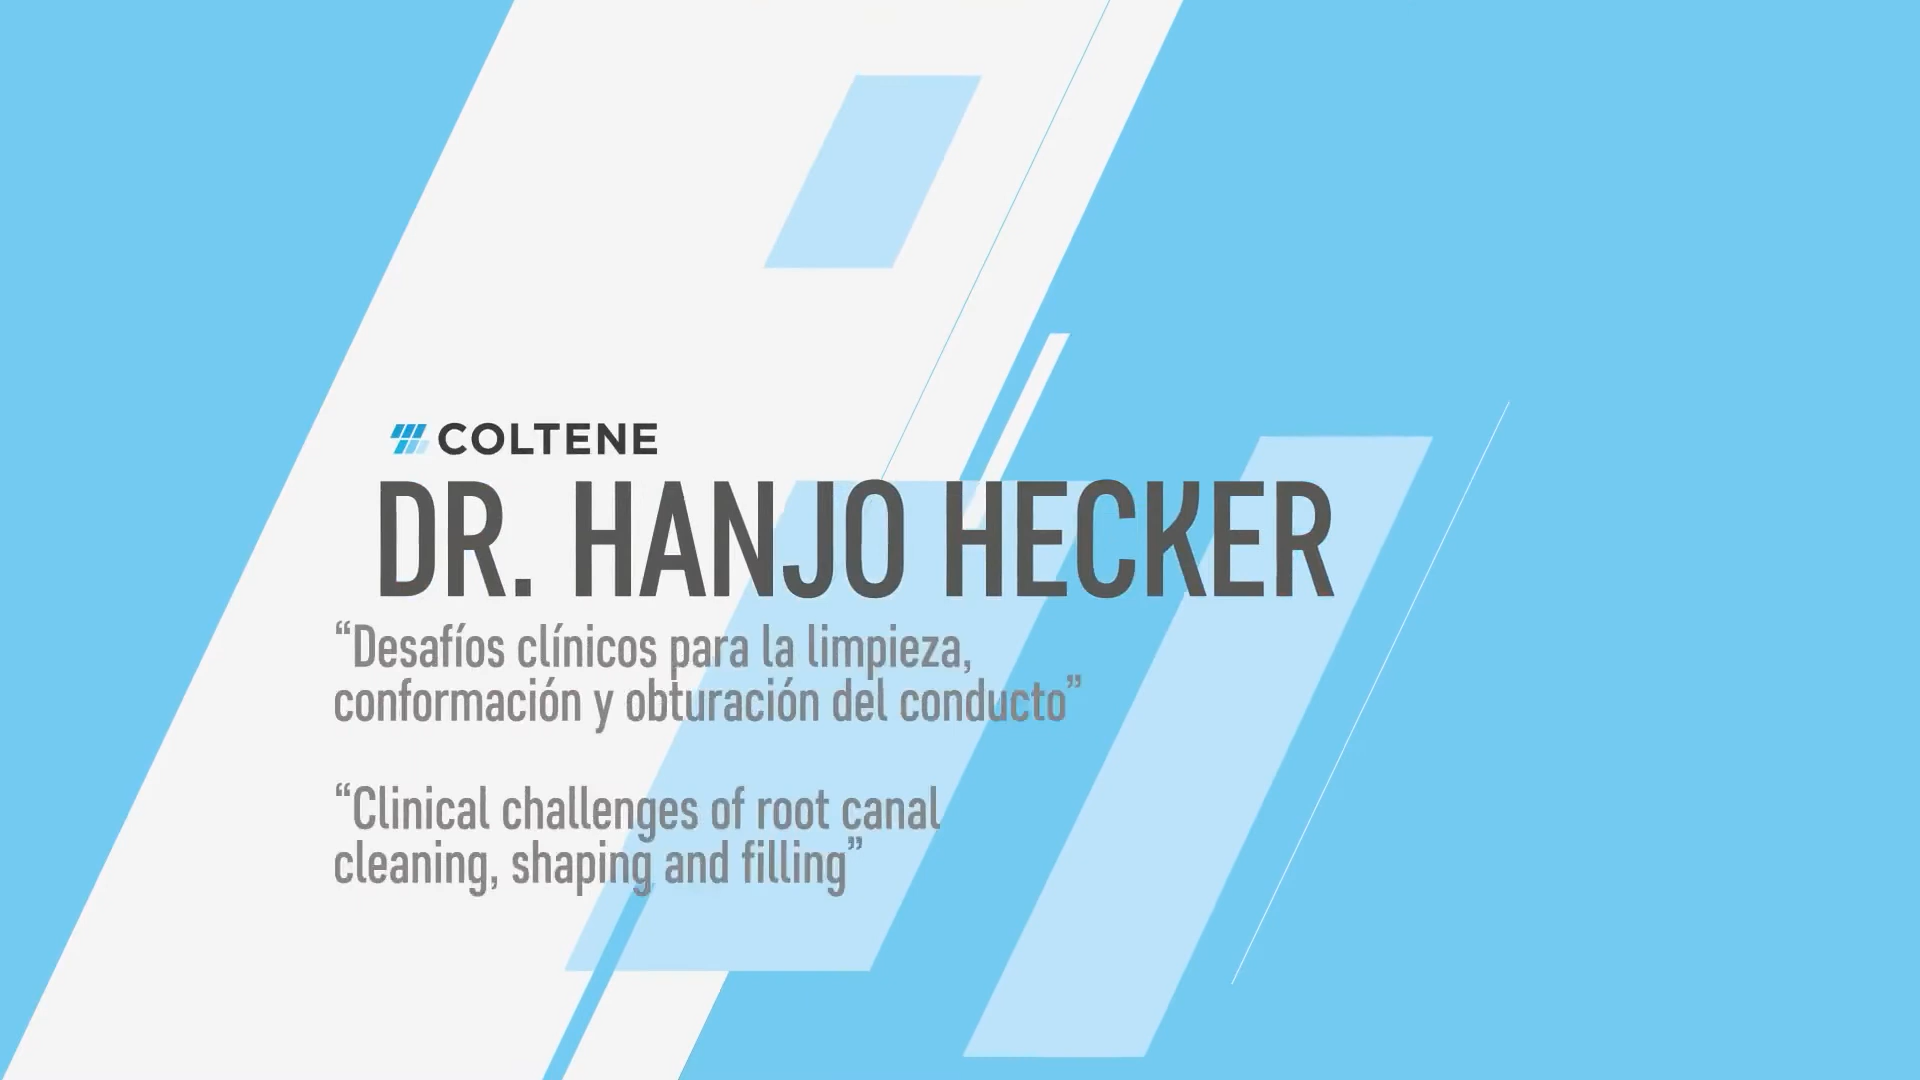 COLTENE
DR. HANJO HECKER
“Desafíos clínicos para la limpieza,
conformación y obturación del conducto”
“Clinical challenges of root canal
cleaning, shaping and filling”